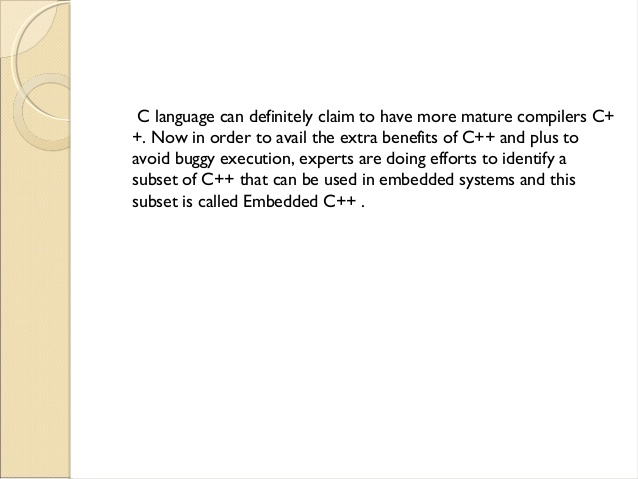 C language can definitely claim to have more mature compilers C+
+. Now in order to avail the extra benefits of C++ and plus to
avoid buggy execution, experts are doing efforts to identify a
subset of C++ that can be used in embedded systems and this
subset is called Embedded C++ .